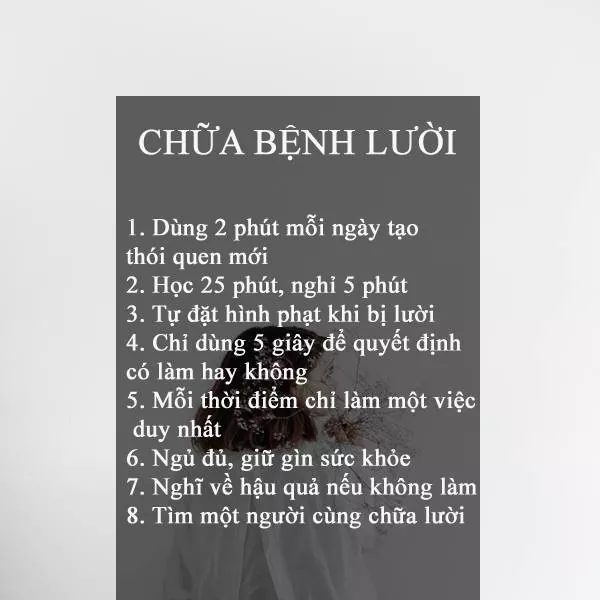 CHỮA BỆNH LƯỜI
1. Dùng 2 phút mỗi ngày tạo
thói quen mới
2. Học 25 phút, nghỉ 5 phút
3. Tự đặt hình phạt khi bị lười
4. Chỉ dùng 5 giây để quyết định
có làm hay không
5. Mỗi thời điểm chỉ làm một việc
duy nhất
6. Ngủ đủ, giữ gìn sức khỏe
7. Nghĩ về hậu quả nếu không làm
8. Tìm một người cùng chữa lười